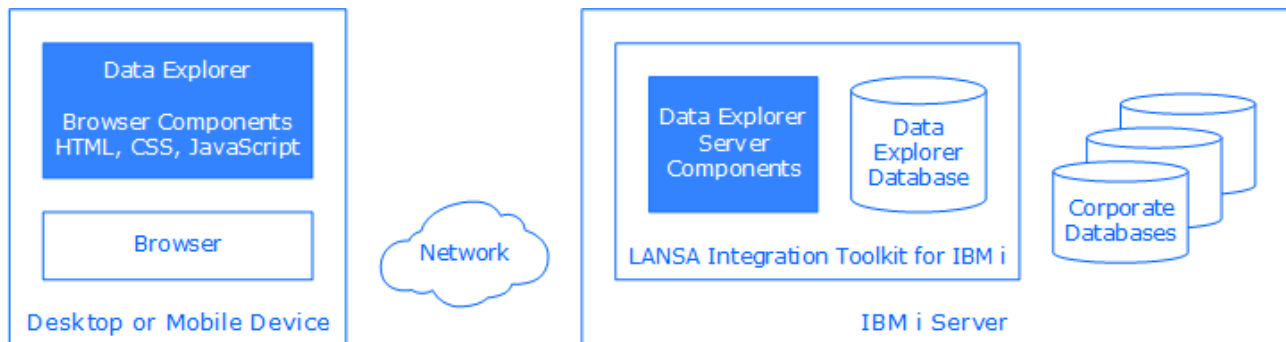 Data Explorer
Browser Components
HTML, CSS, JavaScript
Browser
Desktop or Mobile Device
Network
Data Explorer
Server
Components
Data
Explorer
Database
LANSA Integration Toolkit for IBM i
Corporate
Databases
IBM i Server